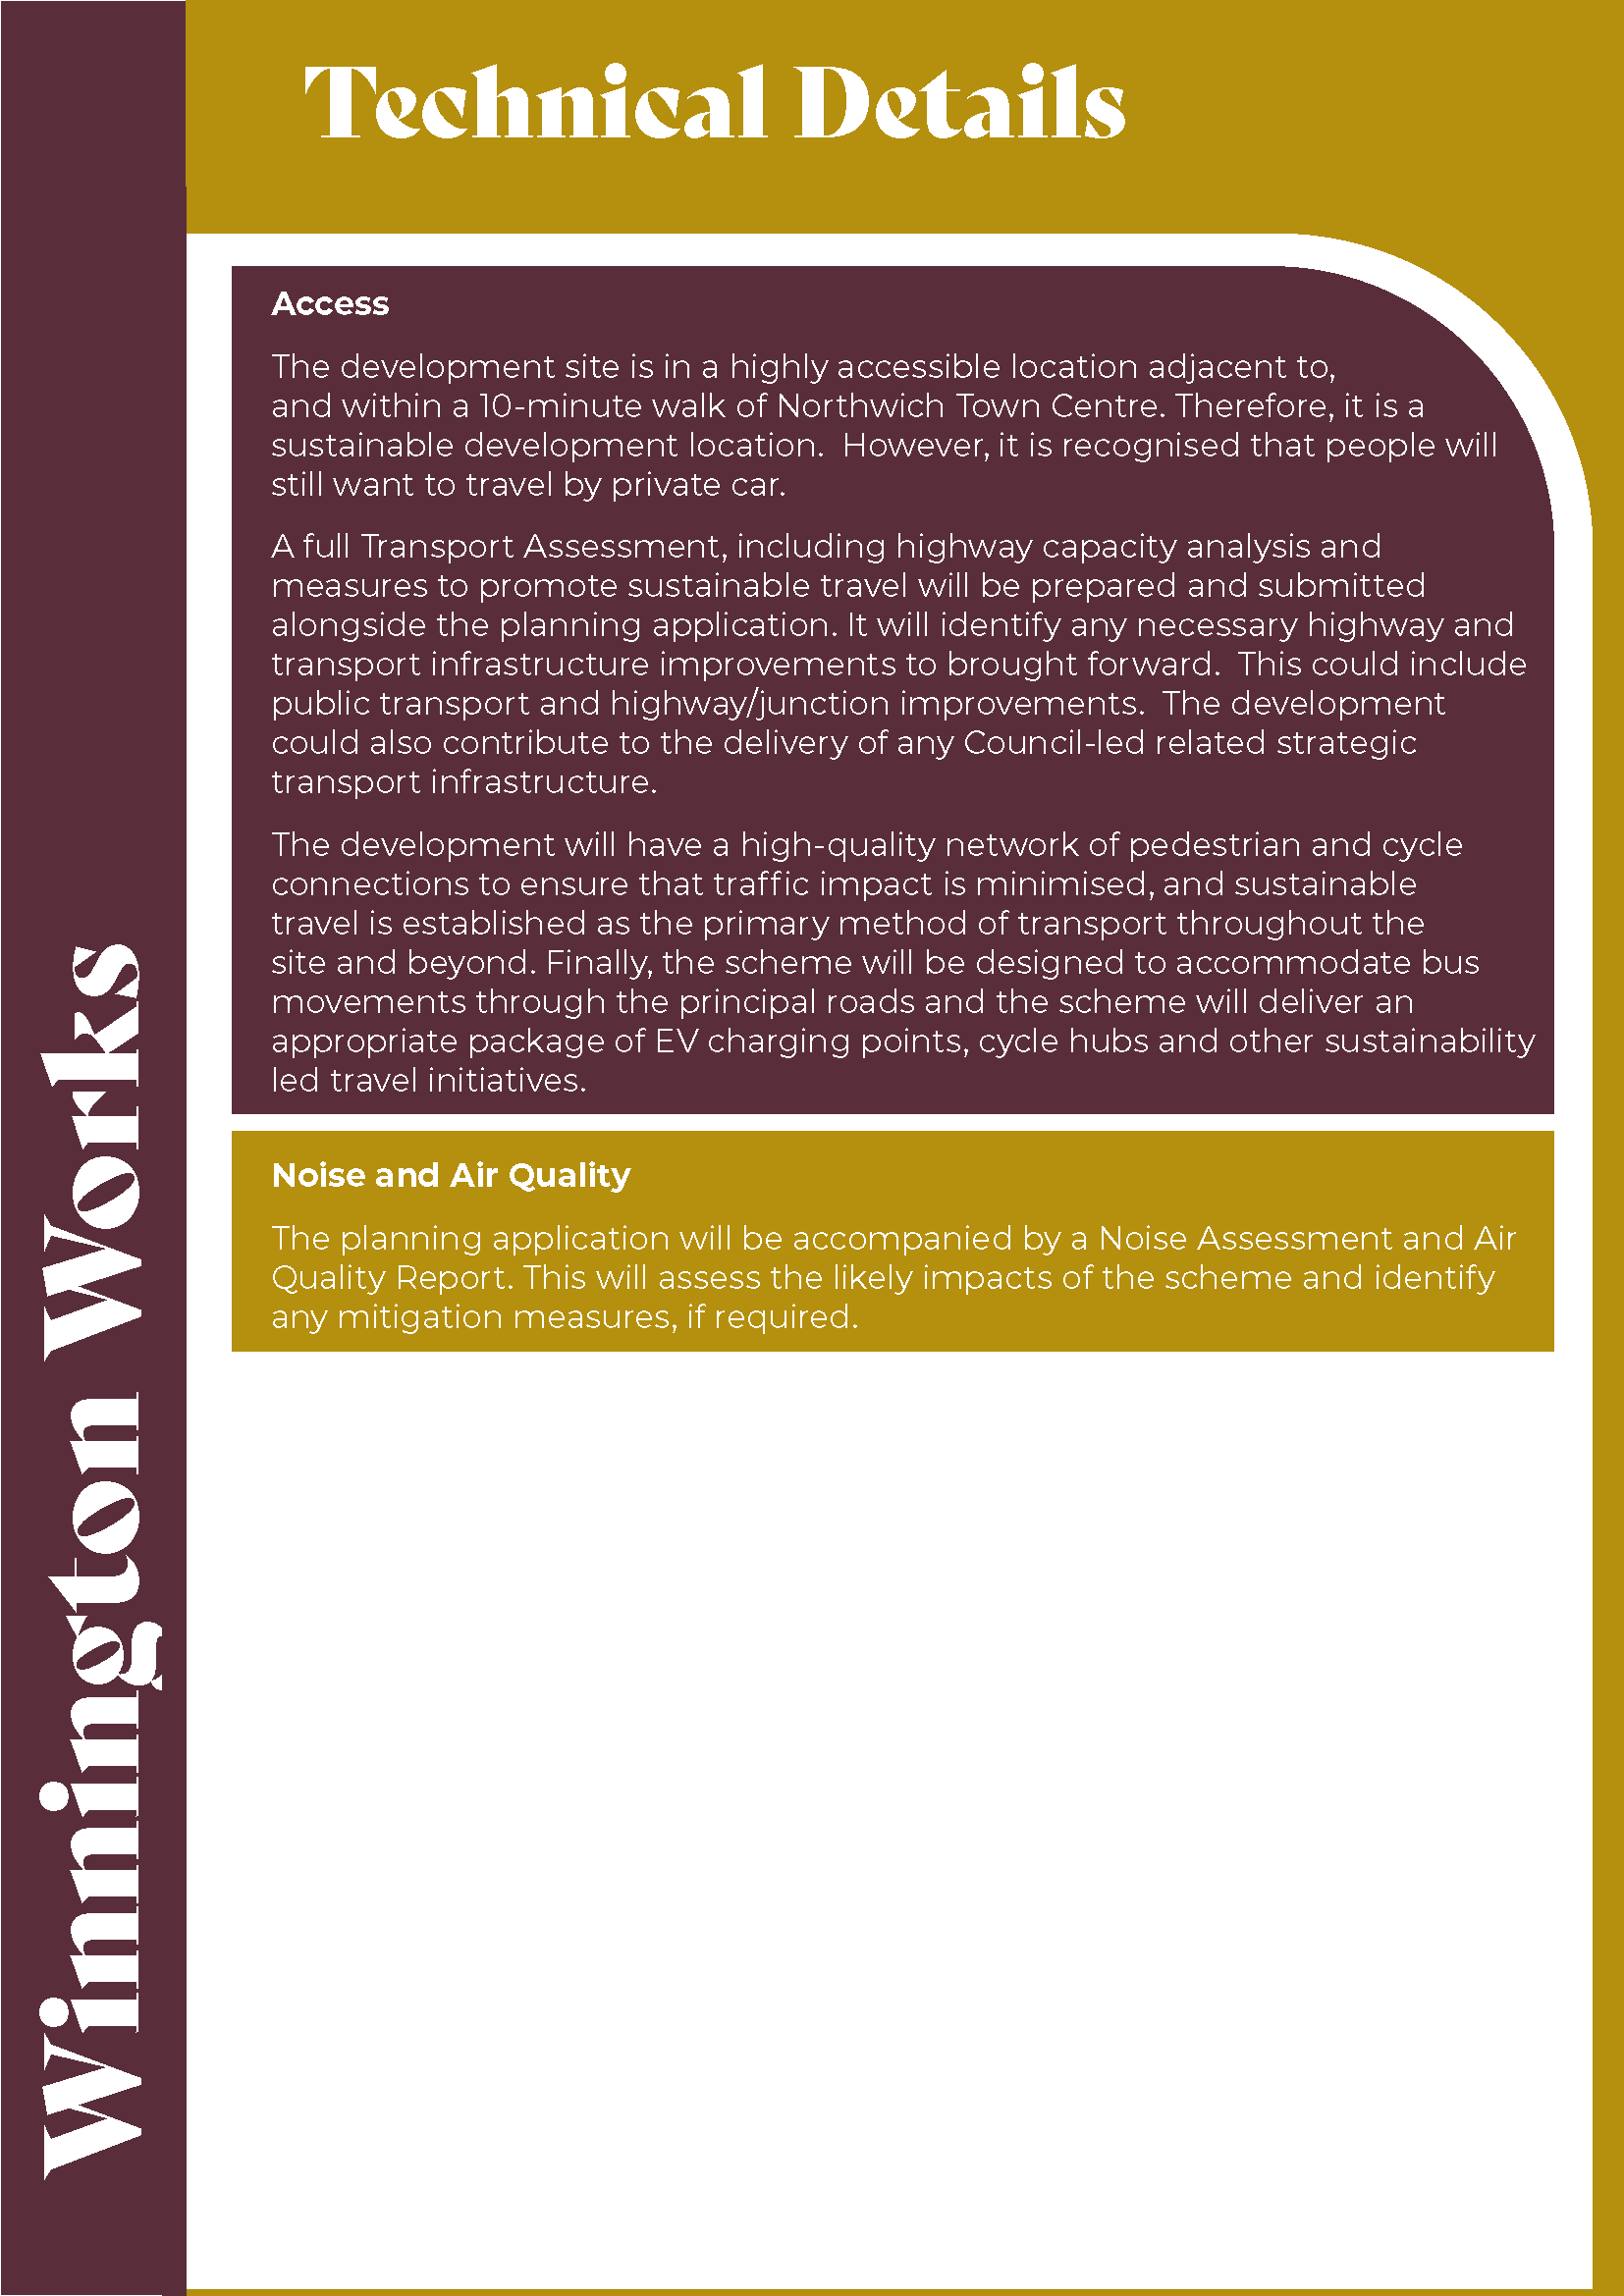 Technical Details
Access
The development site is in a highly accessible location adjacent to,
and within a 10-minute walk of Northwich Town Centre. Therefore, it is a
sustainable development location.  However, it is recognised that people will
still want to travel by private car.
A full Transport Assessment, including highway capacity analysis and
measures to promote sustainable travel will be prepared and submitted
alongside the planning application. It will identify any necessary highway and
transport infrastructure improvements to brought forward.  This could include
public transport and highway/junction improvements.  The development
could also contribute to the delivery of any Council-led related strategic
transport infrastructure.
The development will have a high-quality network of pedestrian and cycle
connections to ensure that traffic impact is minimised, and sustainable
travel is established as the primary method of transport throughout the
site and beyond. Finally, the scheme will be designed to accommodate bus
movements through the principal roads and the scheme will deliver an
appropriate package of EV charging points, cycle hubs and other sustainability
led travel initiatives.
Noise and Air Quality
The planning application will be accompanied by a Noise Assessment and Air
Quality Report. This will assess the likely impacts of the scheme and identify
any mitigation measures, if required.
Winnington Works